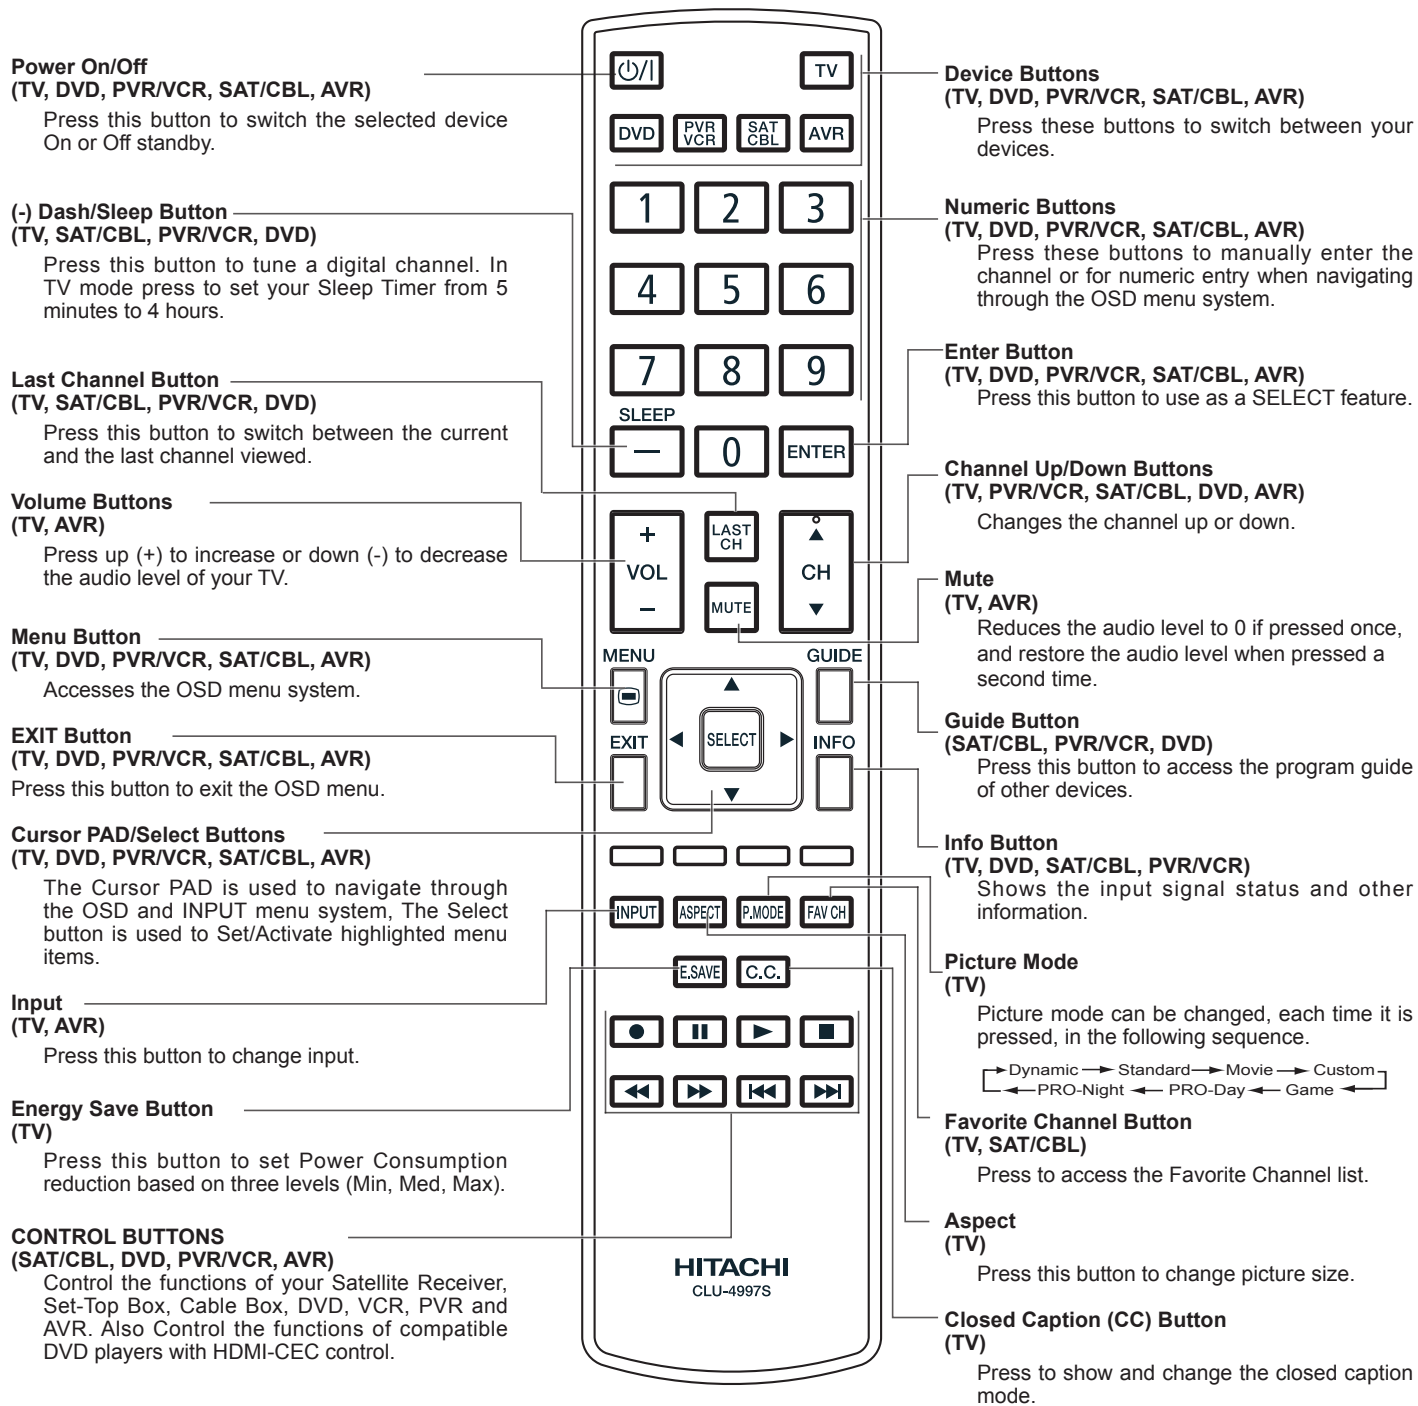 Power On/Off
(TV, DVD, PVR/VCR, SAT/CBL, AVR)
Press this button to switch the selected device
On or Off standby.
(-) Dash/Sleep Button
(TV, SAT/CBL, PVR/VCR, DVD)
Press this button to tune a digital channel. In
TV mode press to set your Sleep Timer from 5
minutes to 4 hours.
Last Channel Button
(TV, SAT/CBL, PVR/VCR, DVD)
Press this button to switch between the current
and the last channel viewed.
Volume Buttons
(TV, AVR)
Press up (+) to increase or down (-) to decrease
the audio level of your TV.
Menu Button
(TV, DVD, PVR/VCR, SAT/CBL, AVR)
Accesses the OSD menu system.
EXIT Button
(TV, DVD, PVR/VCR, SAT/CBL, AVR)
Press this button to exit the OSD menu.
Cursor PAD/Select Buttons
(TV, DVD, PVR/VCR, SAT/CBL, AVR)
The Cursor PAD is used to navigate through
the OSD and INPUT menu system, The Select
button is used to Set/Activate highlighted menu
items.
Input
(TV, AVR)
Press this button to change input.
Energy Save Button
(TV)
Press this button to set Power Consumption
reduction based on three levels (Min, Med, Max).
CONTROL BUTTONS
(SAT/CBL, DVD, PVR/VCR, AVR)
Control the functions of your Satellite Receiver,
Set-Top Box, Cable Box, DVD, VCR, PVR and
AVR. Also Control the functions of compatible
DVD players with HDMI-CEC control.
⏻/I TV
DVD PVR VCR SAT CBL AVR
1 2 3
4 5 6
7 8 9
SLEEP
— 0 ENTER
+ LAST CH
VOL CH
– MUTE
MENU GUIDE
SELECT
EXIT INFO
INPUT ASPECT P.MODE FAV CH
E.SAVE C.C.
HITACHI
CLU-4997S
Device Buttons
(TV, DVD, PVR/VCR, SAT/CBL, AVR)
Press these buttons to switch between your
devices.
Numeric Buttons
(TV, DVD, PVR/VCR, SAT/CBL, AVR)
Press these buttons to manually enter the
channel or for numeric entry when navigating
through the OSD menu system.
Enter Button
(TV, DVD, PVR/VCR, SAT/CBL, AVR)
Press this button to use as a SELECT feature.
Channel Up/Down Buttons
(TV, PVR/VCR, SAT/CBL, DVD, AVR)
Changes the channel up or down.
Mute
(TV, AVR)
Reduces the audio level to 0 if pressed once,
and restore the audio level when pressed a
second time.
Guide Button
(SAT/CBL, PVR/VCR, DVD)
Press this button to access the program guide
of other devices.
Info Button
(TV, DVD, SAT/CBL, PVR/VCR)
Shows the input signal status and other
information.
Picture Mode
(TV)
Picture mode can be changed, each time it is
pressed, in the following sequence.
Dynamic Standard Movie Custom
PRO-Night PRO-Day Game
Favorite Channel Button
(TV, SAT/CBL)
Press to access the Favorite Channel list.
Aspect
(TV)
Press this button to change picture size.
Closed Caption (CC) Button
(TV)
Press to show and change the closed caption
mode.